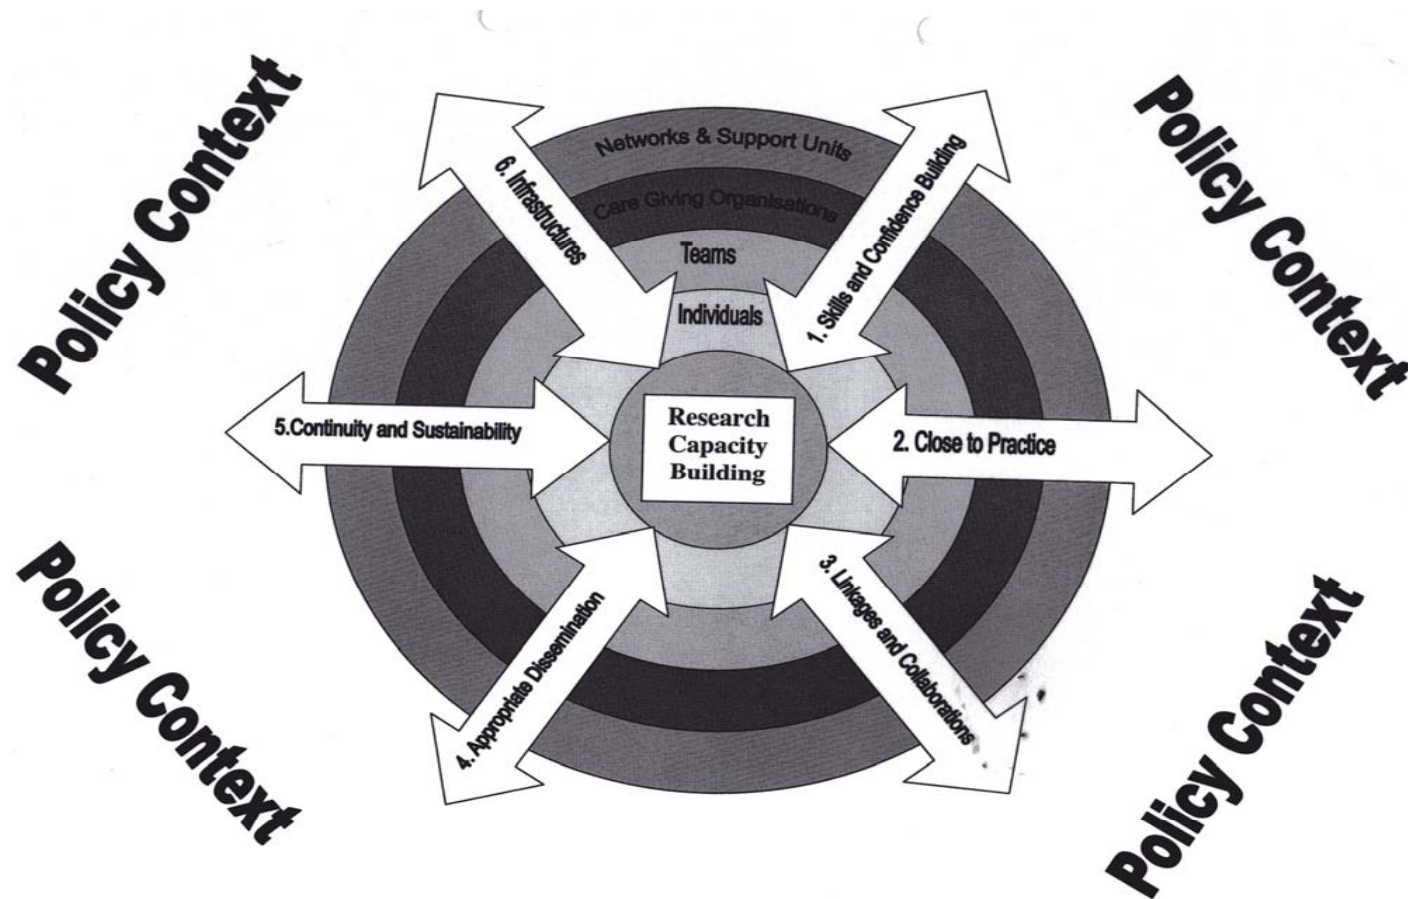 Policy Context
Policy Context
Networks & Support Units
Care Giving Organisations
Teams
Individuals
6. Infrastructures
1. Skills and Confidence Building
Research
Capacity
Building
5.Continuity and Sustainability
2. Close to Practice
4. Appropriate Dissemination
3. Linkages and Collaborations
Policy Context
Policy Context